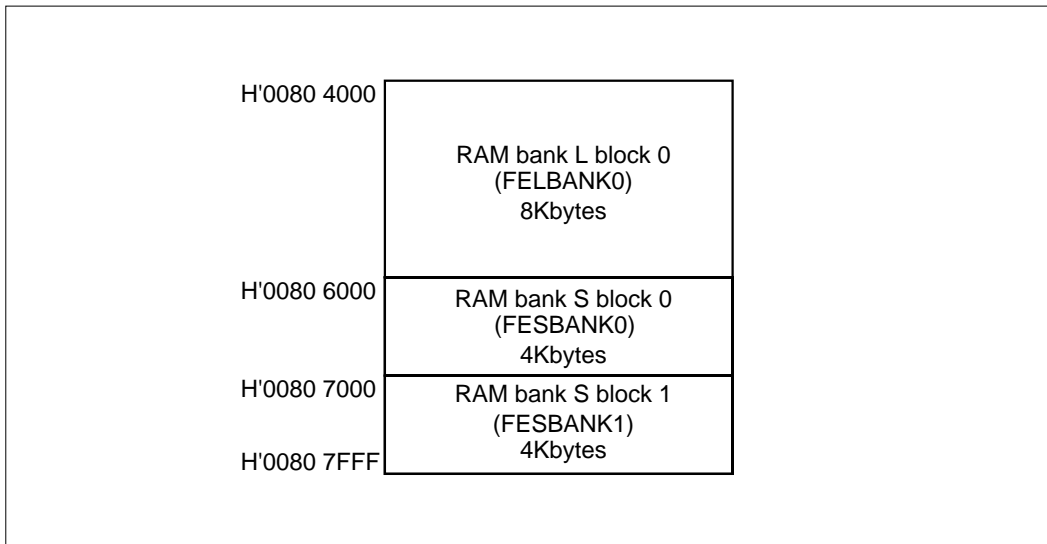 H'0080 4000
RAM bank L block 0
(FELBANK0)
8Kbytes
H'0080 6000
RAM bank S block 0
(FESBANK0)
4Kbytes
H'0080 7000
RAM bank S block 1
(FESBANK1)
4Kbytes
H'0080 7FFF